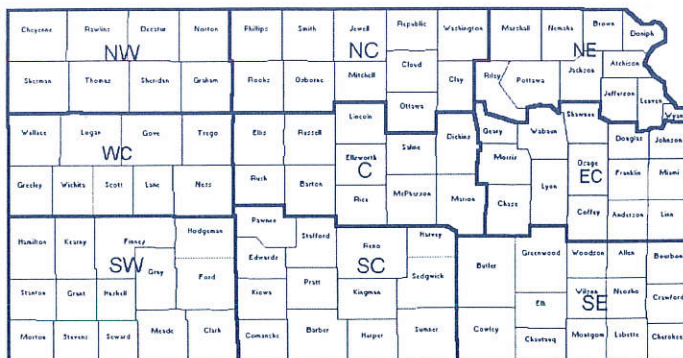 Cheyenne Rawlins Decatur Norton Phillips Smith Jewell Republic Washington Marshall Nemaha Brown Doniph
NW NC NE
Sherman Thomas Sheridan Graham Rooks Osborne Mitchell Cloud Clay Riley Pottawa Jackson Atchison
Jefferson Leaven Wyan
Ottawa
Wallace Logan Gove Trego Ellis Russell Lincoln Saline Dickins Geary Wabaun Shawnee Douglas Johnson
WC C EC
Ellsworth Morris Osage
Greeley Wichita Scott Lane Ness Rush Barton Rice McPherson Marion Chase Lyon Coffey Franklin Miami
Anderson Linn
Hamilton Kearny Finney Hodgeman Pawnee Stafford Reno Harvey Butler Greenwood Woodson Allen Bourbon
SW SC SE
Gray Ford Edwards Sedgwick
Stanton Grant Haskell Kiowa Pratt Kingman Elk Wilson Neosho Crawford
Morton Stevens Seward Meade Clark Comanche Barber Harper Sumner Cowley Chautauq Montgom Labette Cherokee